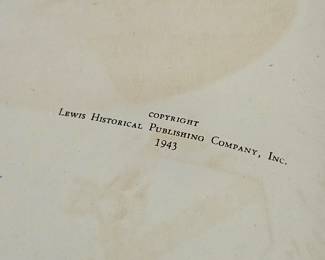 COPYRIGHT
LEWIS HISTORICAL PUBLISHING COMPANY, INC.
1943